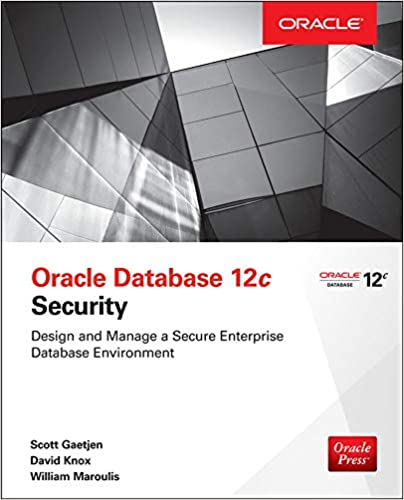 ORACLE
Oracle Database 12c
Security
ORACLE
DATABASE
12c
Design and Manage a Secure Enterprise
Database Environment
Scott Gaetjen
David Knox
William Maroulis
Oracle
Press